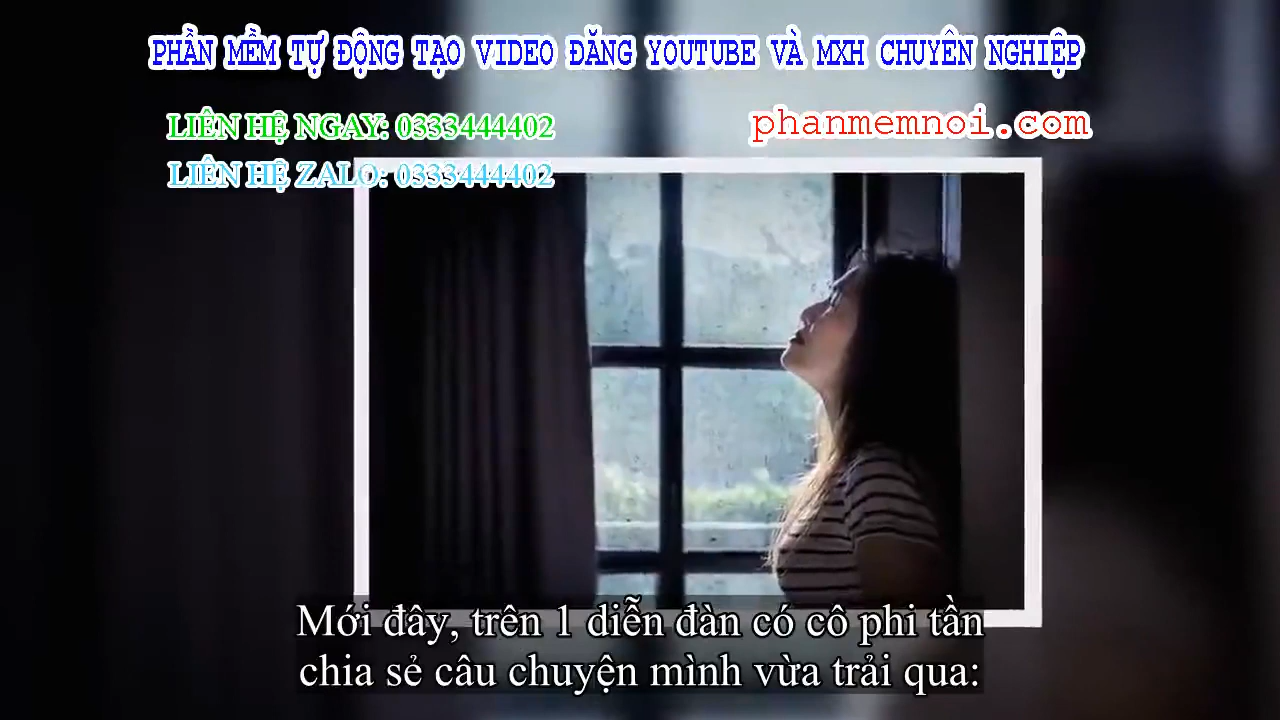 PHẦN MỀM TỰ ĐỘNG TẠO VIDEO ĐĂNG YOUTUBE VÀ MXH CHUYÊN NGHIỆP
LIÊN HỆ NGAY: 0333444402
phanmemnoi.com
LIÊN HỆ ZALO: 0333444402
Mới đây, trên 1 diễn đàn có cô phi tần
chia sẻ câu chuyện mình vừa trải qua: